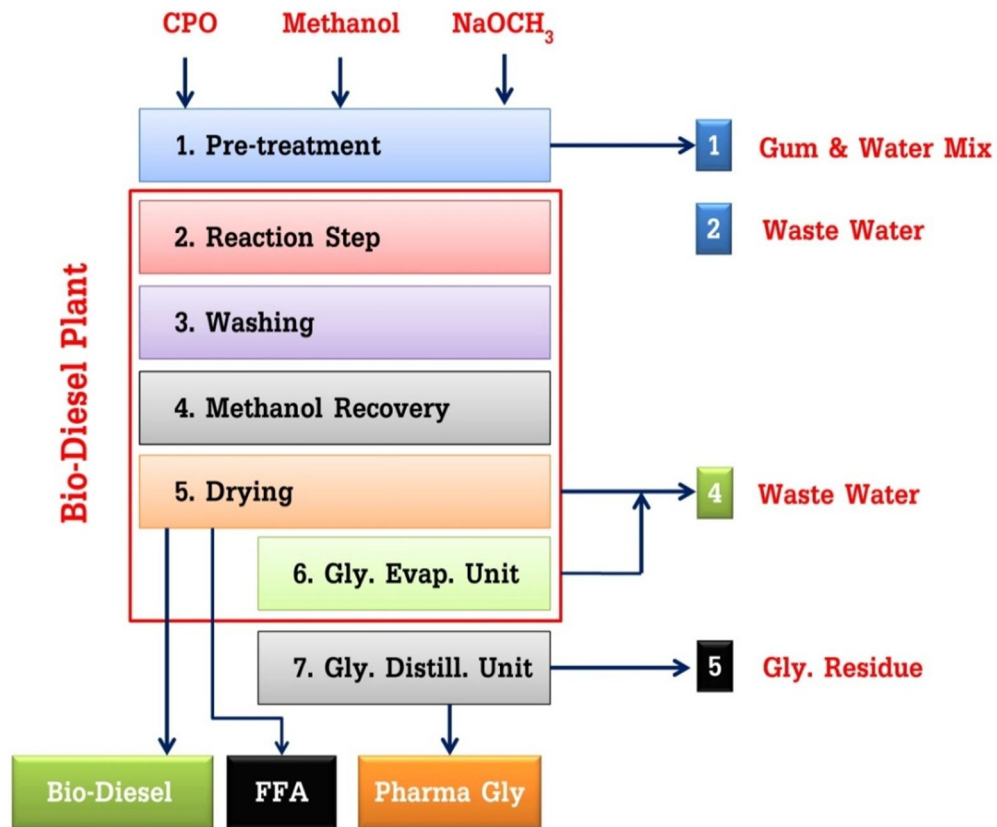 CPO Methanol NaOCH₃
1. Pre-treatment
1 Gum & Water Mix
2. Reaction Step
2 Waste Water
3. Washing
4. Methanol Recovery
Bio-Diesel Plant
5. Drying
4 Waste Water
6. Gly. Evap. Unit
7. Gly. Distill. Unit
5 Gly. Residue
Bio-Diesel
FFA
Pharma Gly